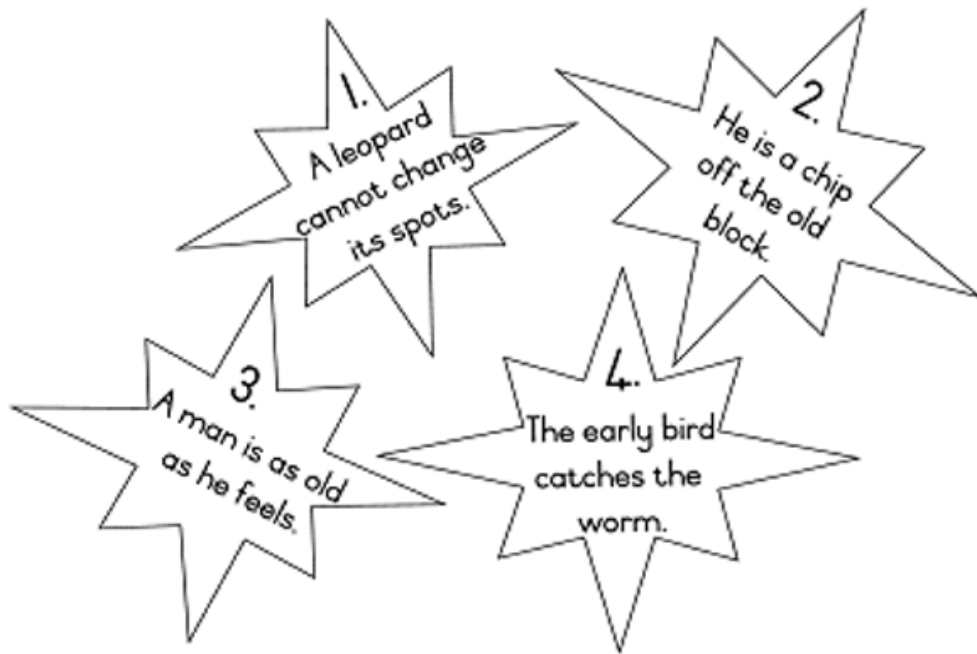 1.
A leopard
cannot change
its spots.
2.
He is a chip
off the old
block.
3.
A man is as old
as he feels.
4.
The early bird
catches the
worm.